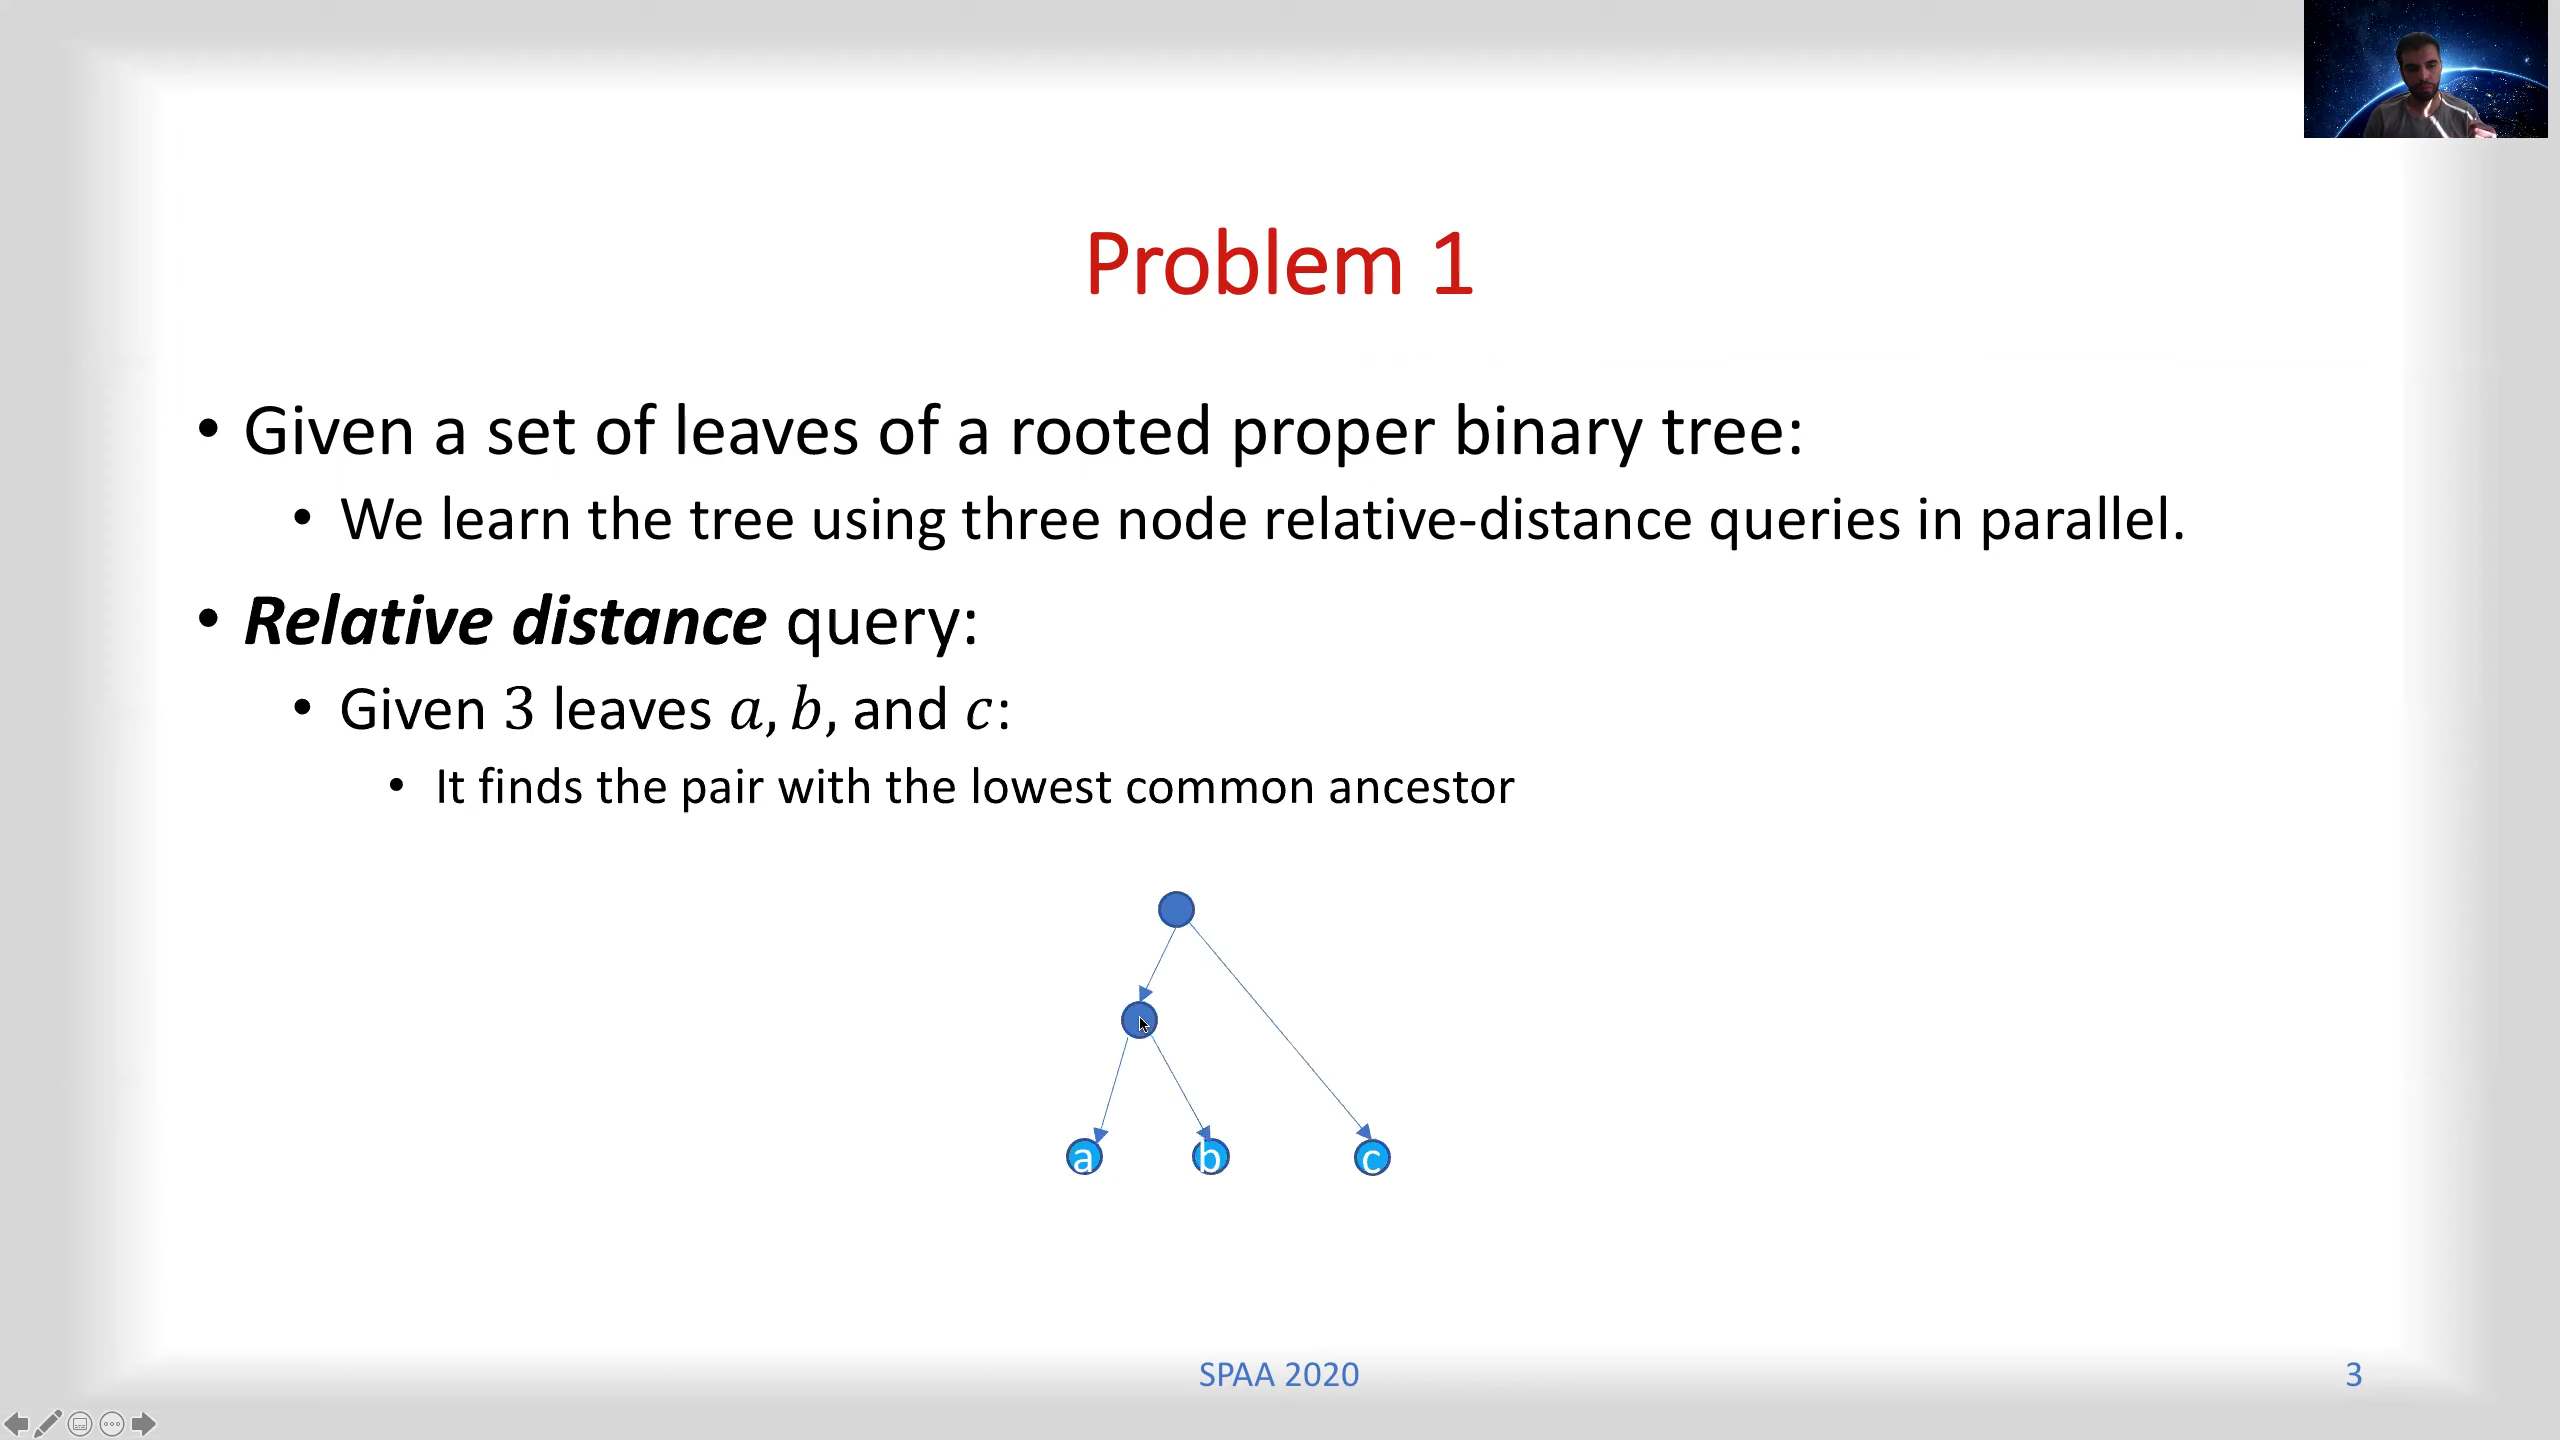 Problem 1
• Given a set of leaves of a rooted proper binary tree:
• We learn the tree using three node relative-distance queries in parallel.
• Relative distance query:
• Given 3 leaves a, b, and c:
• It finds the pair with the lowest common ancestor
a b c
SPAA 2020
3